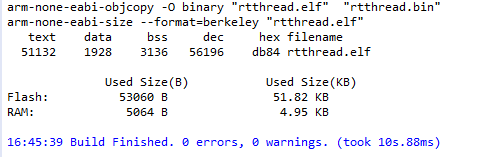 arm-none-eabi-objcopy -O binary "rtthread.elf"  "rtthread.bin"
arm-none-eabi-size --format=berkeley "rtthread.elf"
   text    data     bss     dec     hex filename
  51132    1928    3136   56196    db84 rtthread.elf
              Used Size(B)           Used Size(KB)
Flash:         53060 B               51.82 KB
RAM:            5064 B                4.95 KB
16:45:39 Build Finished. 0 errors, 0 warnings. (took 10s.88ms)